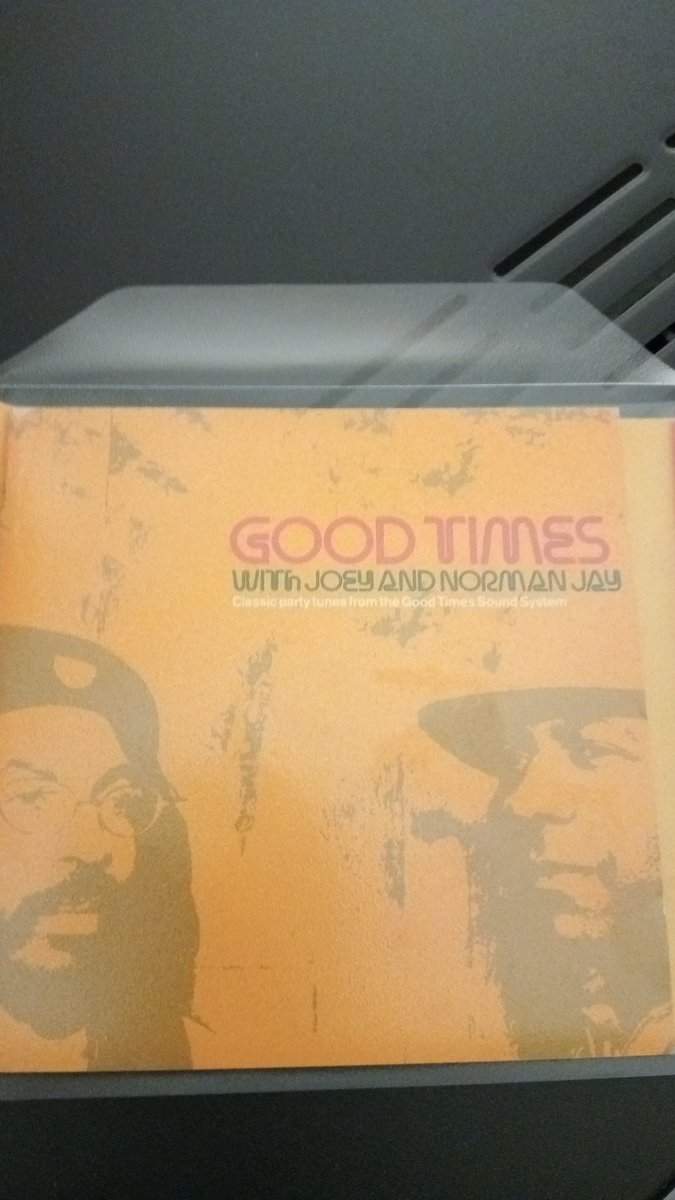 GOOD TIMES
WITh JOEY AND NORMAN JAY
Classic party tunes from the Good Times Sound System